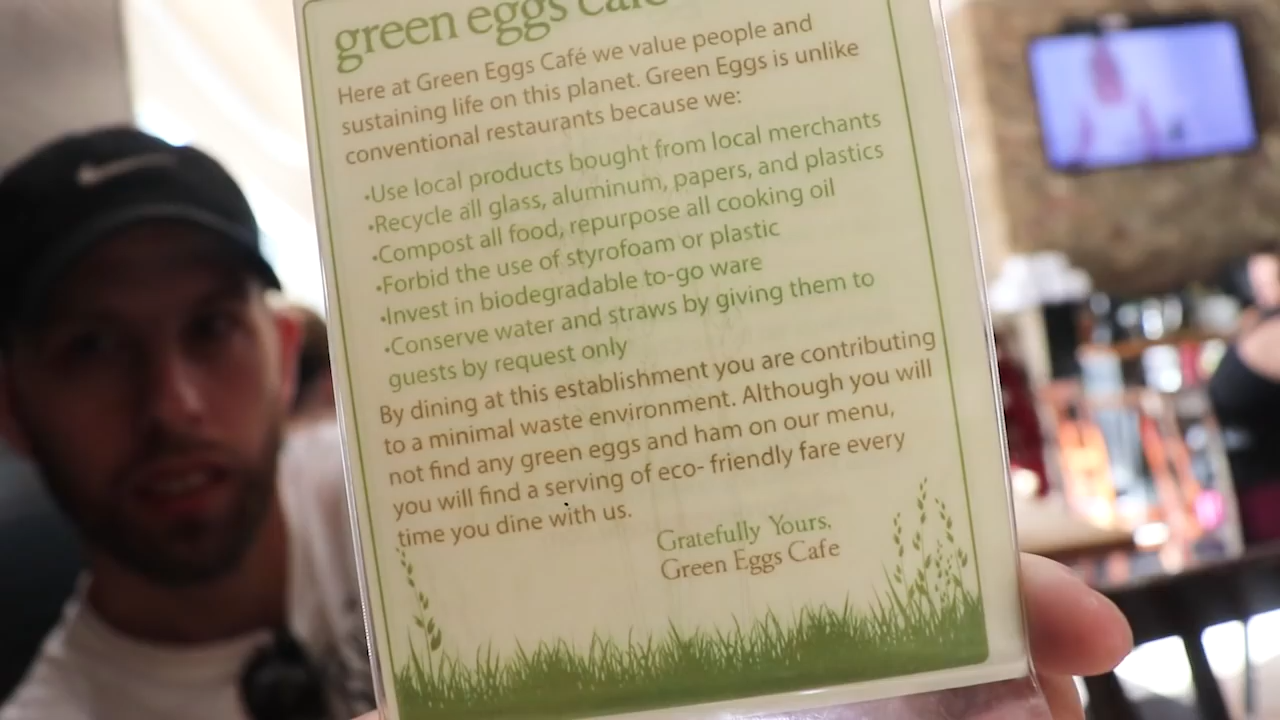 green eggs cafe
Here at Green Eggs Café we value people and
sustaining life on this planet. Green Eggs is unlike
conventional restaurants because we:
•Use local products bought from local merchants
•Recycle all glass, aluminum, papers, and plastics
•Compost all food, repurpose all cooking oil
•Forbid the use of styrofoam or plastic
•Invest in biodegradable to-go ware
•Conserve water and straws by giving them to
guests by request only
By dining at this establishment you are contributing
to a minimal waste environment. Although you will
not find any green eggs and ham on our menu,
you will find a serving of eco- friendly fare every
time you dine with us.
Gratefully Yours,
Green Eggs Cafe